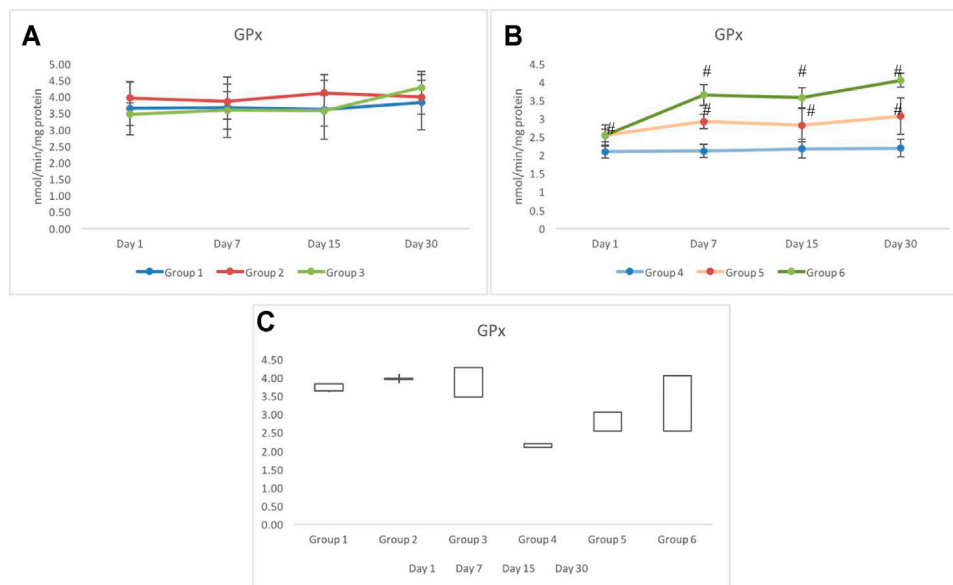 A
GPx
nmol/min/mg protein
5.00
4.50
4.00
3.50
3.00
2.50
2.00
1.50
1.00
0.50
0.00
Day 1 Day 7 Day 15 Day 30
Group 1 Group 2 Group 3
B
GPx
nmol/min/mg protein
5
4.5
4
3.5
3
2.5
2
1.5
1
0.5
0
# # #
# # # #
Day 1 Day 7 Day 15 Day 30
Group 4 Group 5 Group 6
C
GPx
4.50
4.00
3.50
3.00
2.50
2.00
1.50
1.00
0.50
0.00
Group 1 Group 2 Group 3 Group 4 Group 5 Group 6
Day 1 Day 7 Day 15 Day 30